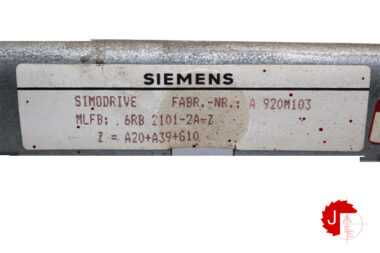 SIEMENS
SIMODRIVE FABR.-NR.: A 920M103
MLFB: 6RB 2101-2A-Z
Z = A20+A39+G10